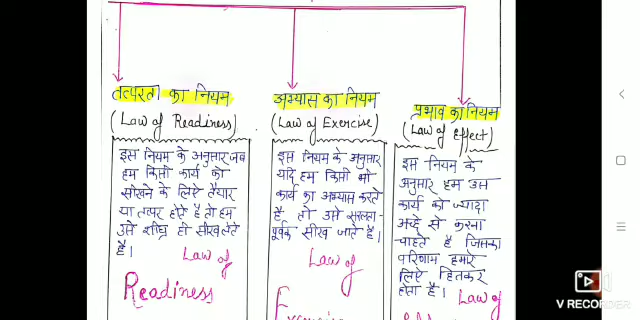 तत्परता का नियम
(Law of Readiness)
इस नियम के अनुसार जब
हम किसी कार्य को
सीखने के लिए तैयार
या तत्पर होते है तो हम
उसे शीघ्र ही सीख लेते
है।
Law of
Readiness
अभ्यास का नियम
(Law of Exercise)
इस नियम के अनुसार
यदि हम किसी भी
कार्य का अभ्यास करते
है तो उसे सरलता
पूर्वक सीख जाते है।
Law of
प्रभाव का नियम
(Law of Effect)
इस नियम के
अनुसार हम उस
कार्य को ज्यादा
अच्छे से करना
चाहते है जिसका
परिणाम हमारे
लिए हितकर
होता है।
Law of
V RECORDER